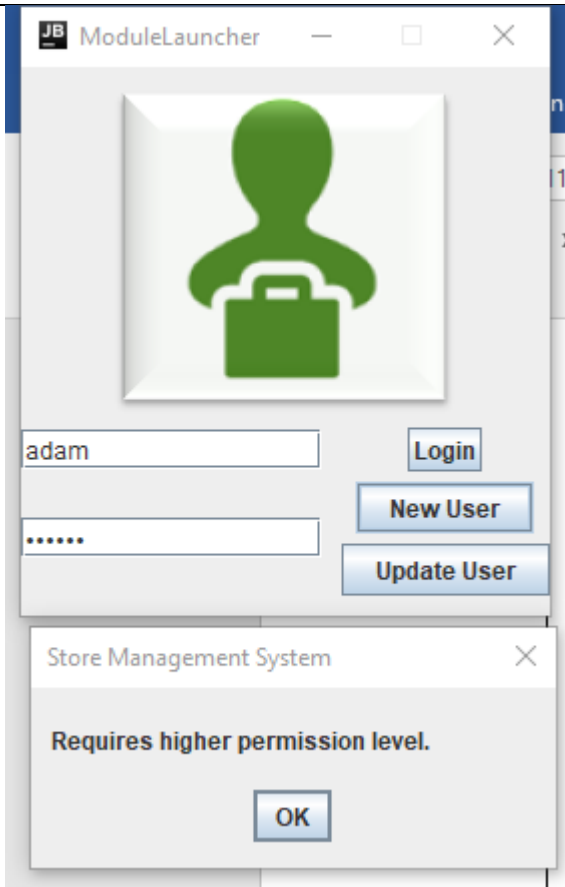 JB ModuleLauncher
adam
Login
New User
••••••
Update User
Store Management System
Requires higher permission level.
OK